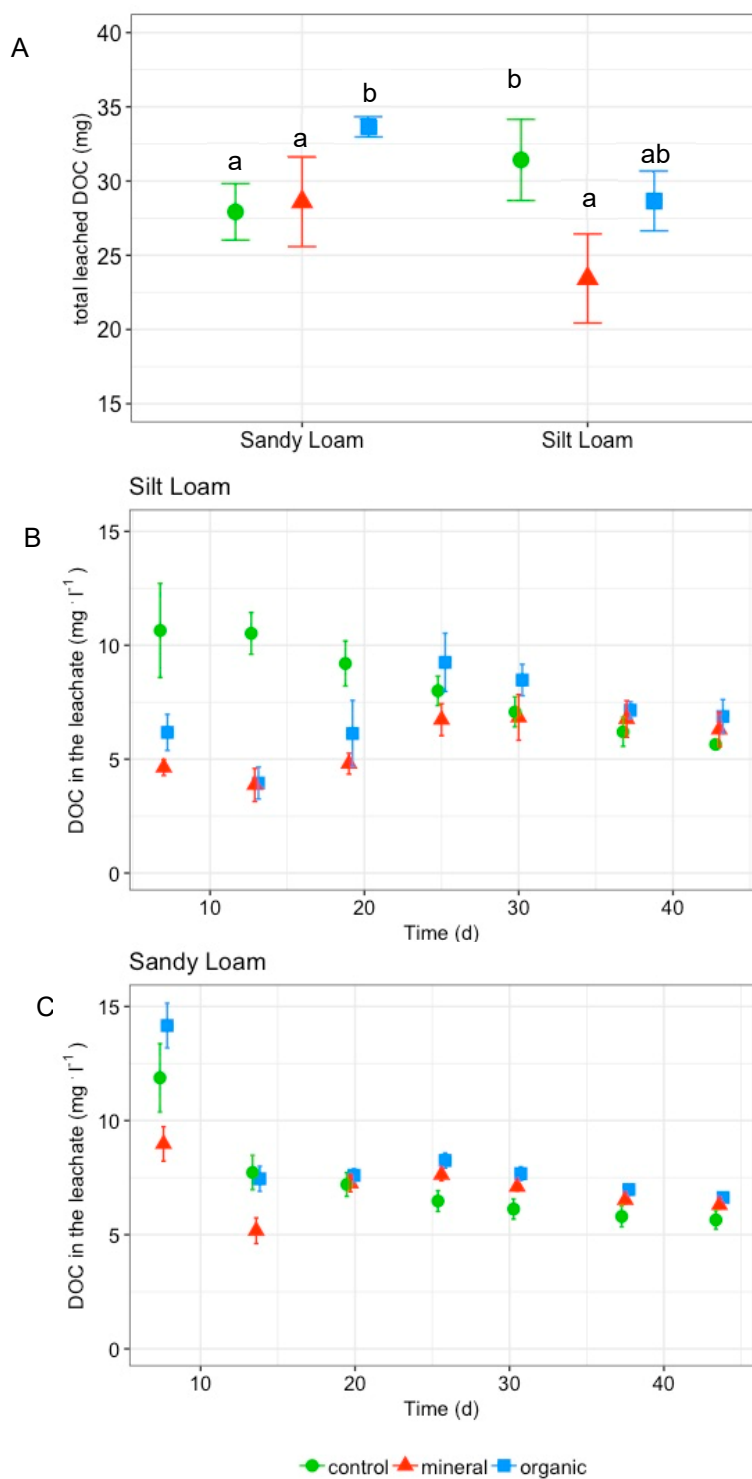 A
total leached DOC (mg)
40
35
30
25
20
15
a
a
b
b
a
ab
Sandy Loam
Silt Loam
Silt Loam
B
DOC in the leachate (mg · l⁻¹ )
15
10
5
0
10
20
30
40
Time (d)
Sandy Loam
C
DOC in the leachate (mg · l⁻¹ )
15
10
5
0
10
20
30
40
Time (d)
control mineral organic